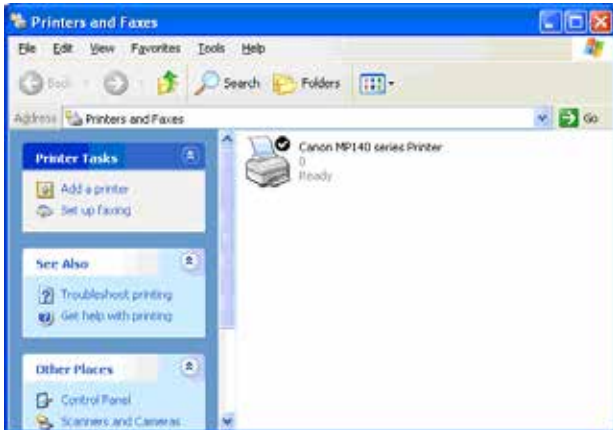 Printers and Faxes
File Edit View Favorites Tools Help
Back Search Folders
Address Printers and Faxes Go
Printer Tasks
Add a printer
Set up faxing
See Also
Troubleshoot printing
Get help with printing
Other Places
Control Panel
Scanners and Cameras
Canon MP140 series Printer
0
Ready